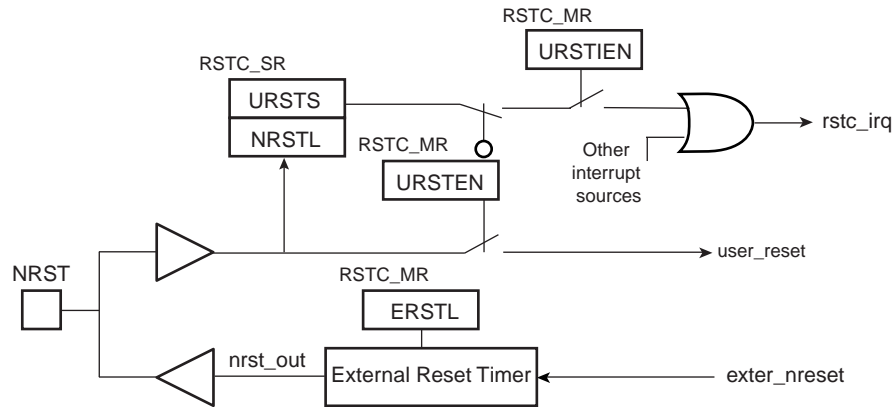 RSTC_MR
URSTIEN
RSTC_SR
URSTS
NRSTL
rstc_irq
RSTC_MR
URSTEN
Other
interrupt
sources
user_reset
NRST
RSTC_MR
ERSTL
nrst_out
External Reset Timer
exter_nreset